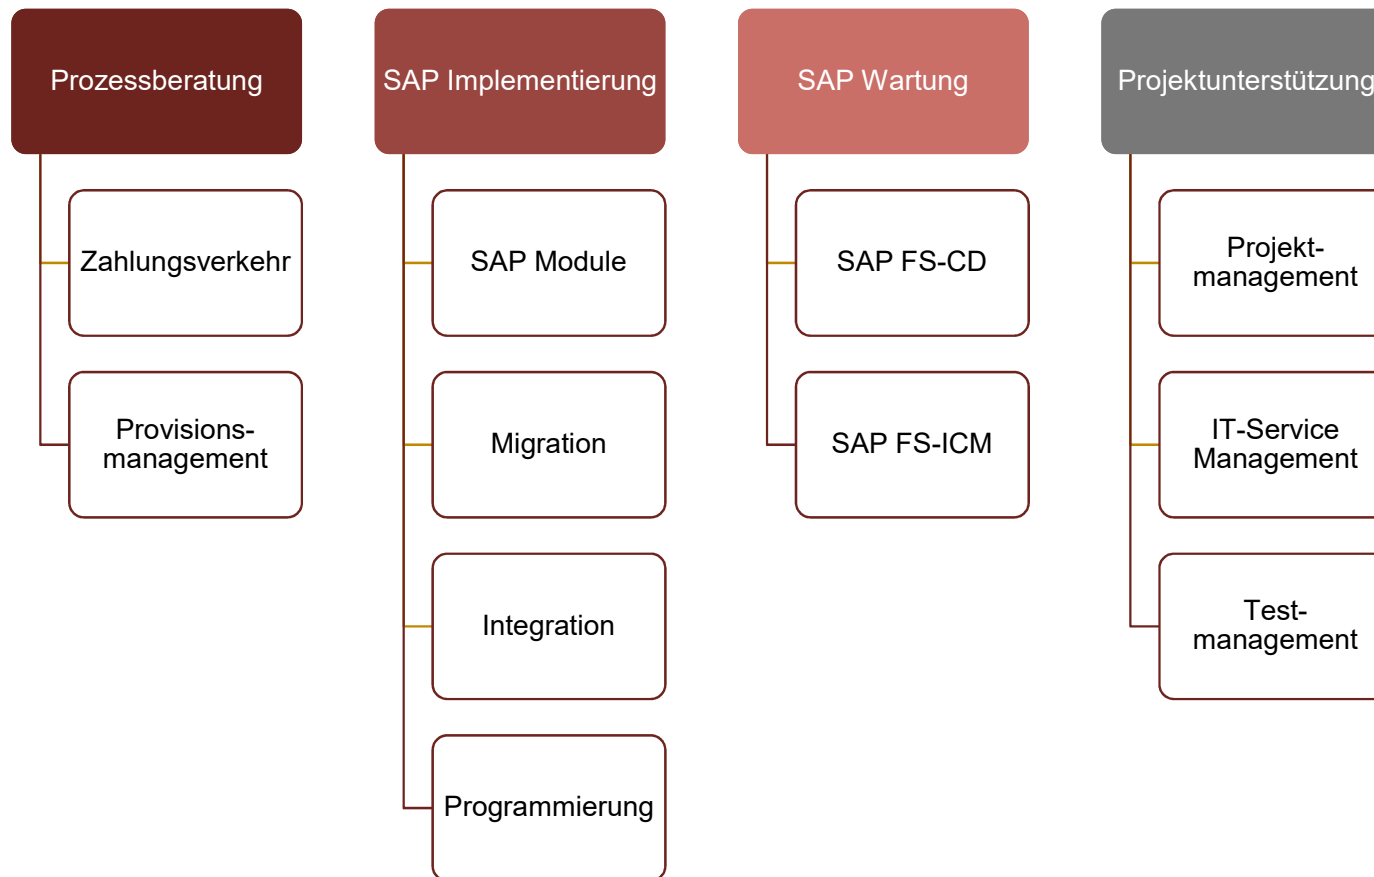 Prozessberatung
Zahlungsverkehr
Provisions-
management
SAP Implementierung
SAP Module
Migration
Integration
Programmierung
SAP Wartung
SAP FS-CD
SAP FS-ICM
Projektunterstützung
Projekt-
management
IT-Service
Management
Test-
management